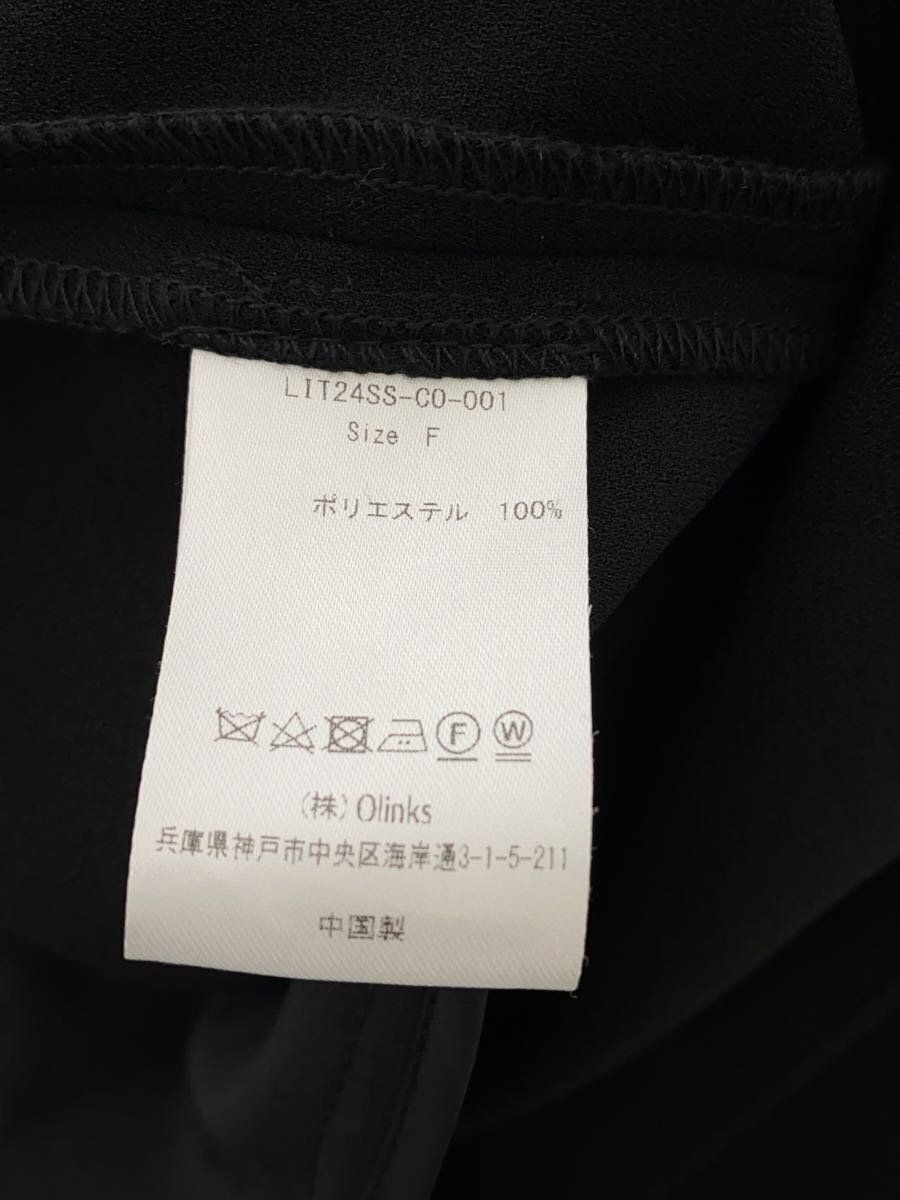 LIT24SS-CO-001
Size F
ポリエステル 100%
F W
(株)Olinks
兵庫県神戸市中央区海岸通3-1-5-211
中国製